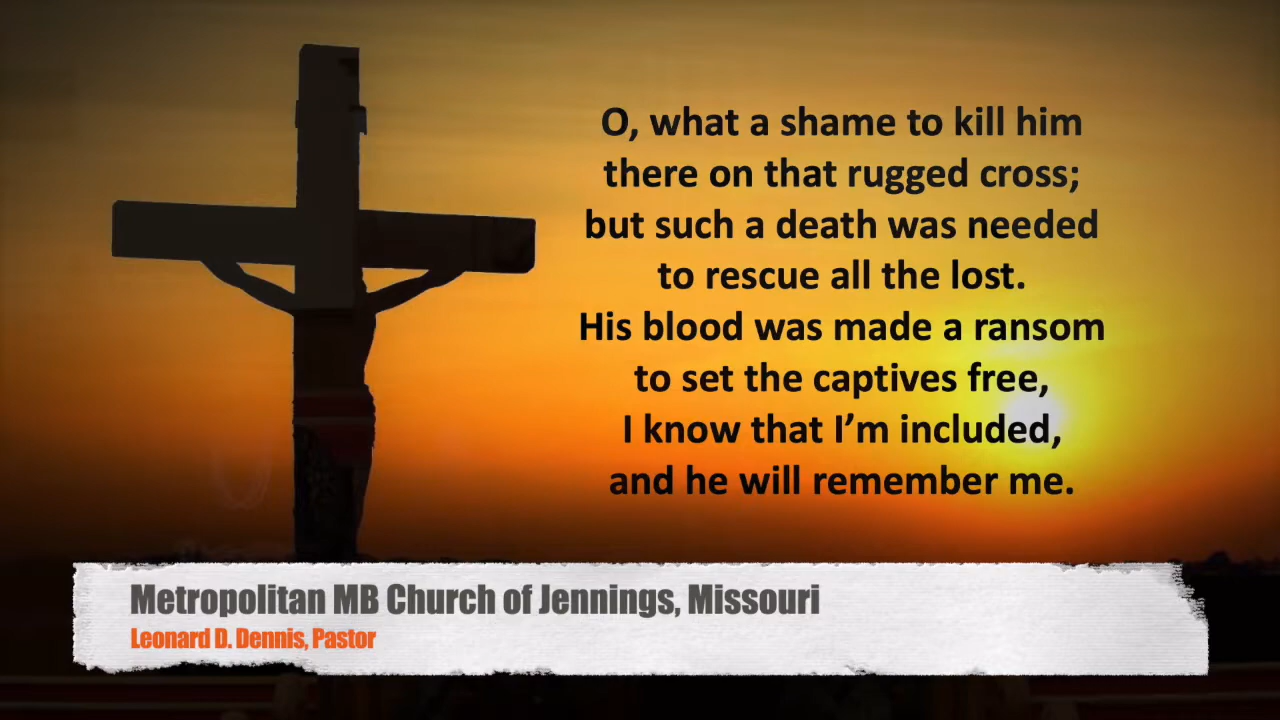 O, what a shame to kill him
there on that rugged cross;
but such a death was needed
to rescue all the lost.
His blood was made a ransom
to set the captives free,
I know that I’m included,
and he will remember me.
Metropolitan MB Church of Jennings, Missouri
Leonard D. Dennis, Pastor